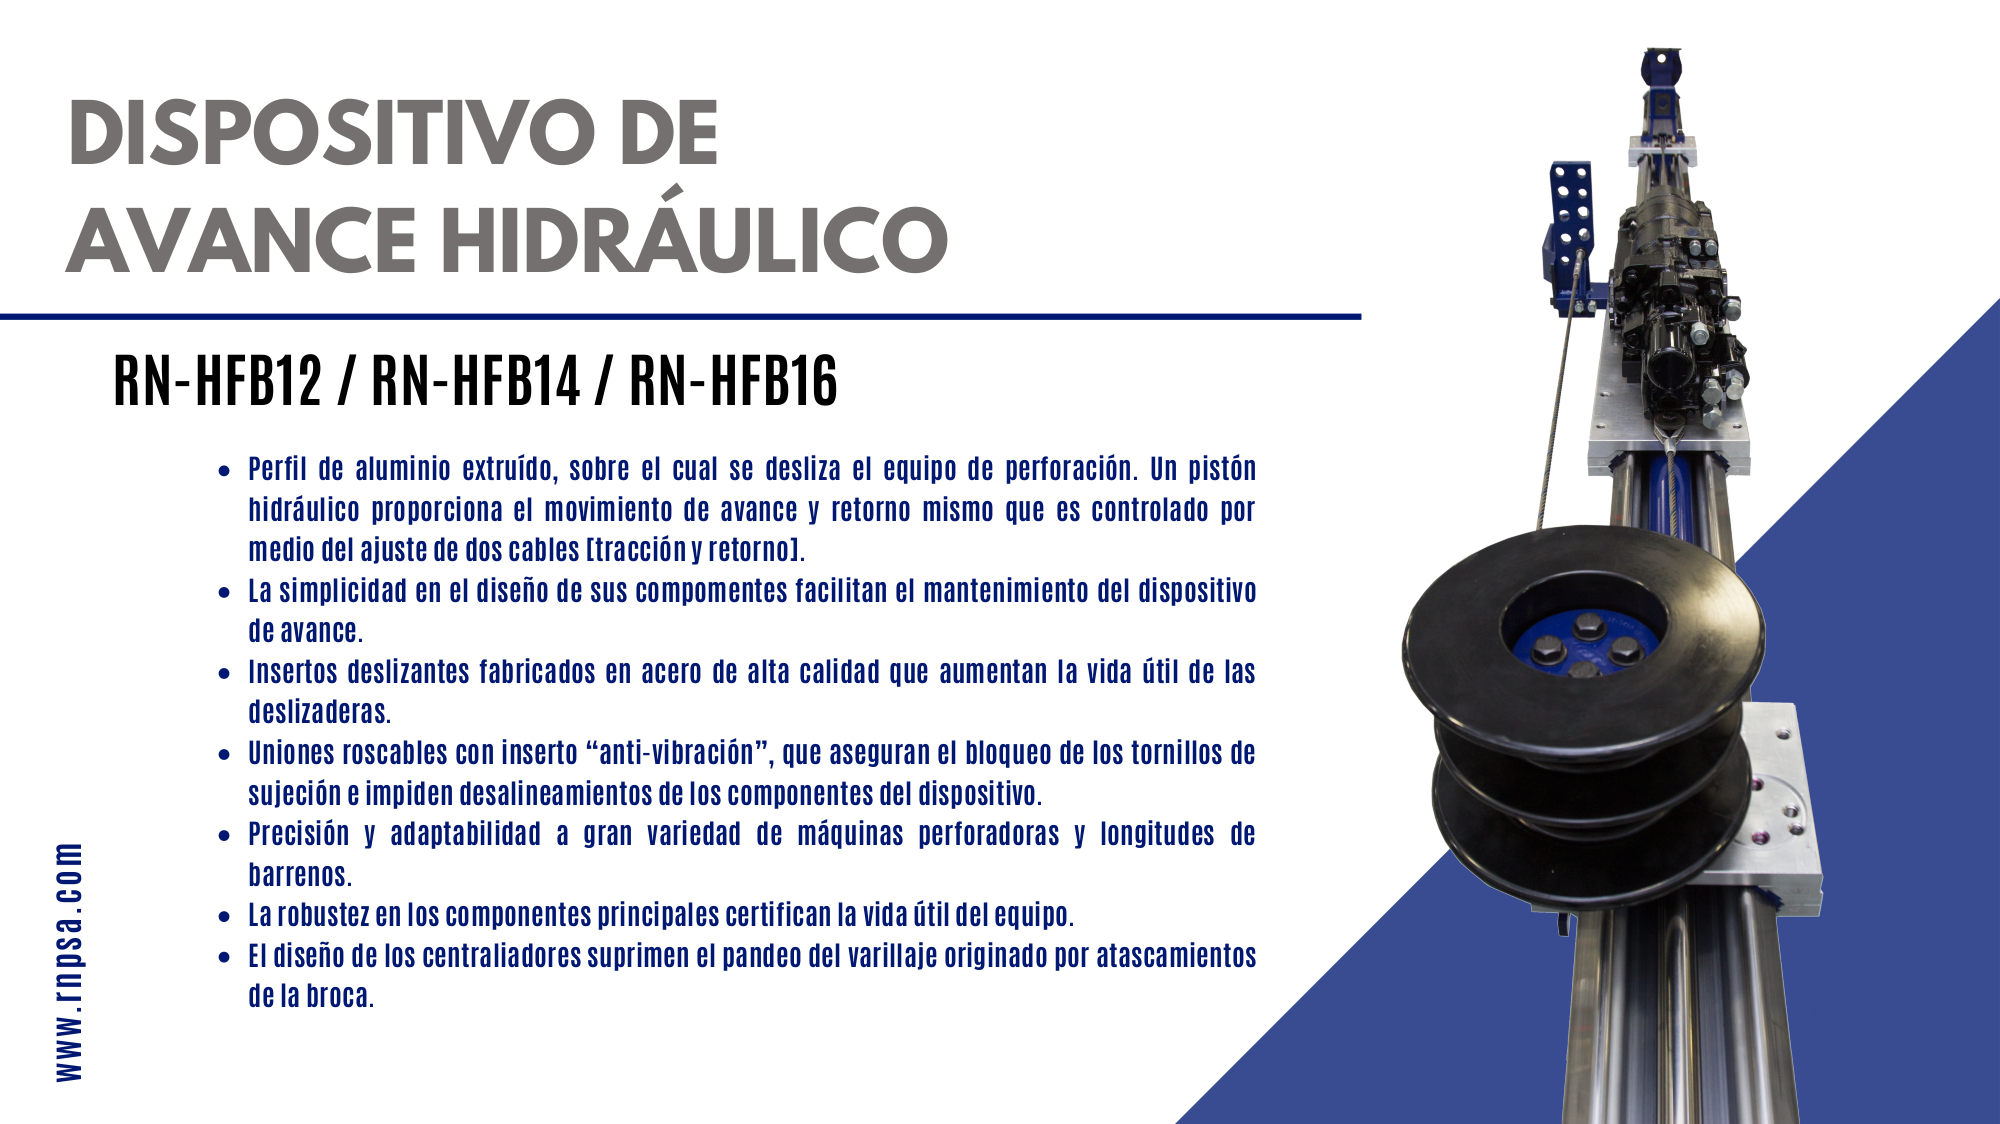 DISPOSITIVO DE
AVANCE HIDRÁULICO
RN-HFB12 / RN-HFB14 / RN-HFB16
• Perfil de aluminio extruído, sobre el cual se desliza el equipo de perforación. Un pistón
hidráulico proporciona el movimiento de avance y retorno mismo que es controlado por
medio del ajuste de dos cables [tracción y retorno].
• La simplicidad en el diseño de sus compomentes facilitan el mantenimiento del dispositivo
de avance.
• Insertos deslizantes fabricados en acero de alta calidad que aumentan la vida útil de las
deslizaderas.
• Uniones roscables con inserto “anti-vibración”, que aseguran el bloqueo de los tornillos de
sujeción e impiden desalineamientos de los componentes del dispositivo.
• Precisión y adaptabilidad a gran variedad de máquinas perforadoras y longitudes de
barrenos.
• La robustez en los componentes principales certifican la vida útil del equipo.
• El diseño de los centraliadores suprimen el pandeo del varillaje originado por atascamientos
de la broca.
www.rnpsa.com